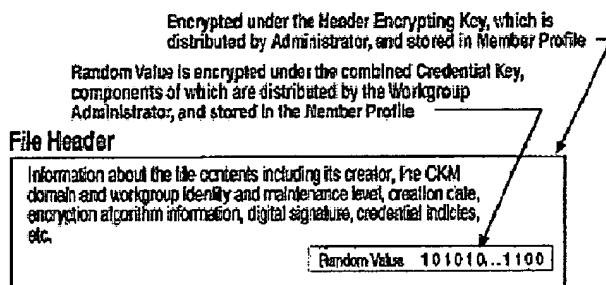 Encrypted under the Header Encrypting Key, which is
distributed by Administrator, and stored in Member Profile
Random Value is encrypted under the combined Credential Key,
components of which are distributed by the Workgroup
Administrator, and stored in the Member Profile
File Header
Information about the file contents including its creator, the CKM
domain and workgroup identity and maintenance level, creation date,
encryption algorithm information, digital signature, credential indicies,
etc.
Random Value 101010...1100